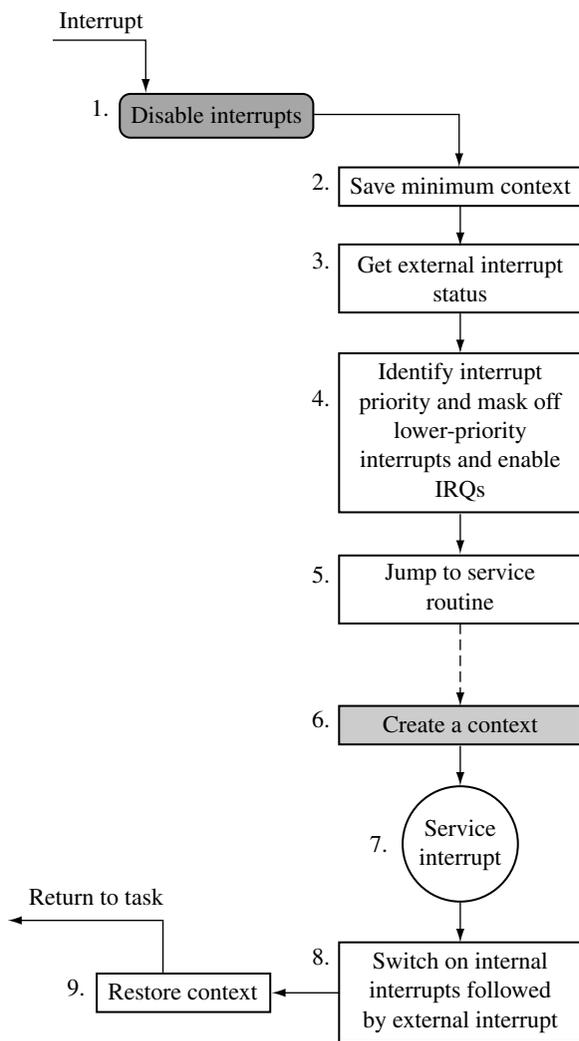 Interrupt
1. Disable interrupts
2. Save minimum context
3. Get external interrupt
status
4. Identify interrupt
priority and mask off
lower-priority
interrupts and enable
IRQs
5. Jump to service
routine
6. Create a context
7. Service
interrupt
8. Switch on internal
interrupts followed
by external interrupt
9. Restore context
Return to task